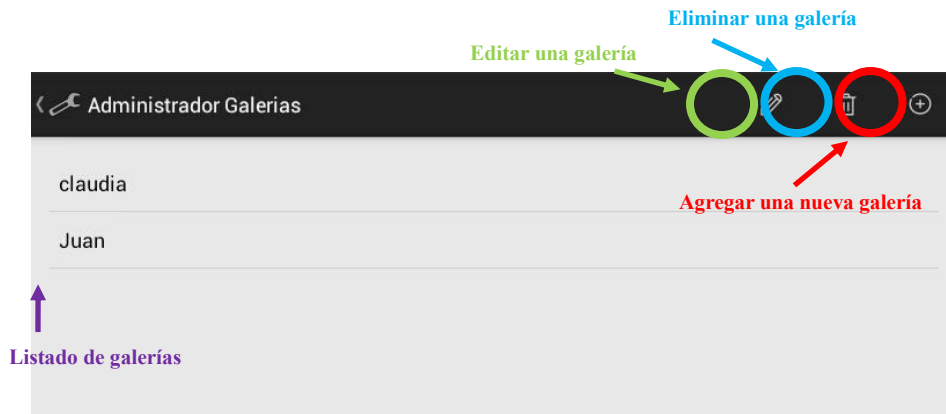 Eliminar una galería
Editar una galería
Administrador Galerias
claudia
Agregar una nueva galería
Juan
Listado de galerías